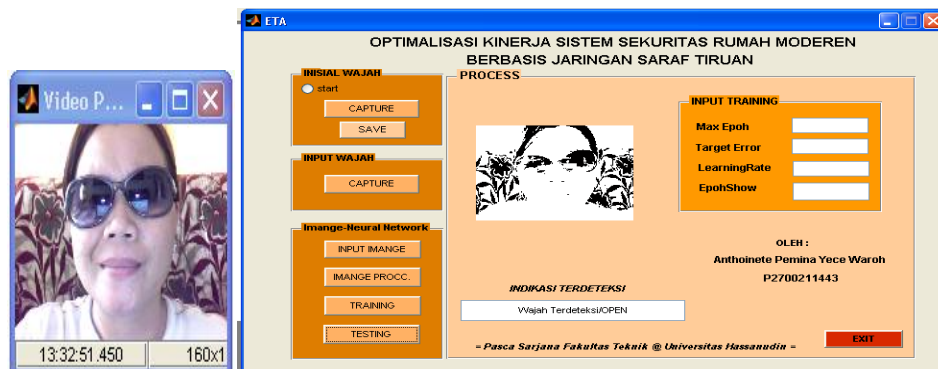 Video P...
13:32:51.450
160x1
ETA
OPTIMALISASI KINERJA SISTEM SEKURITAS RUMAH MODEREN
BERBASIS JARINGAN SARAF TIRUAN
INISIAL WAJAH
start
CAPTURE
SAVE
INPUT WAJAH
CAPTURE
Imange-Neural Network
INPUT IMANGE
IMANGE PROCC.
TRAINING
TESTING
PROCESS
INPUT TRAINING
Max Epoh
Target Error
LearningRate
EpohShow
OLEH :
Anthoinete Pemina Yece Waroh
P2700211443
INDIKASI TERDETEKSI
Wajah Terdeteksi/OPEN
EXIT
= Pasca Sarjana Fakultas Teknik @ Universitas Hassanudin =